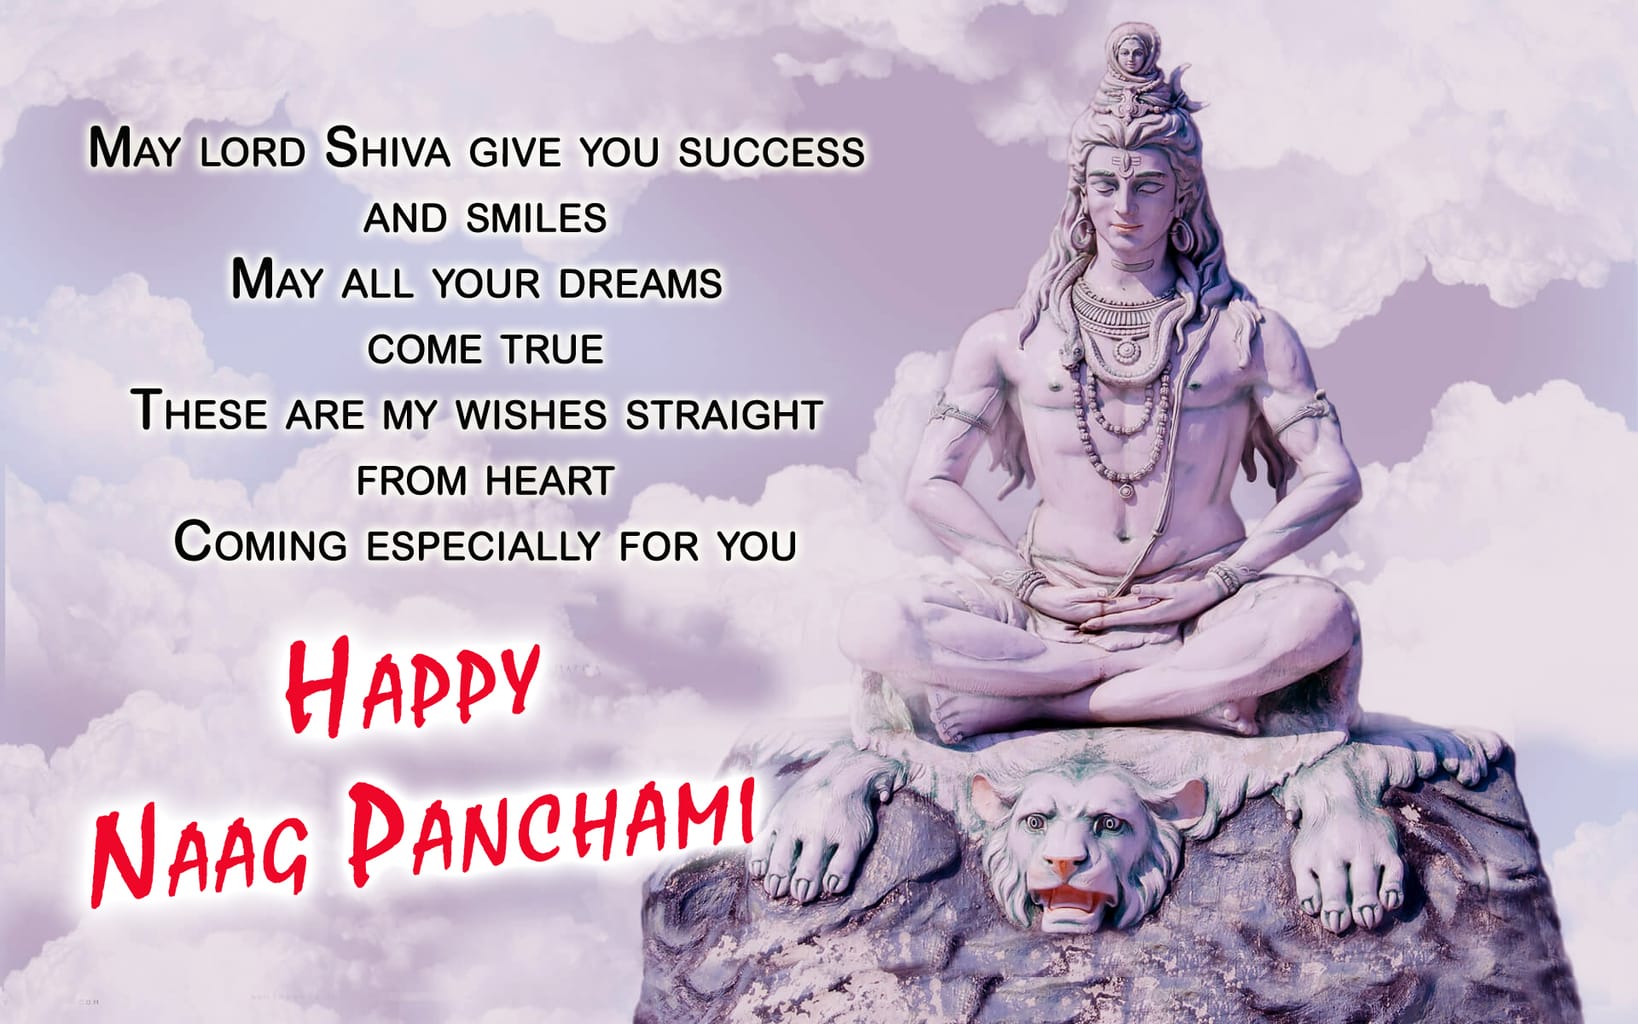 May lord Shiva give you success
and smiles
May all your dreams
come true
These are my wishes straight
from heart
Coming especially for you
Happy
Naag Panchami